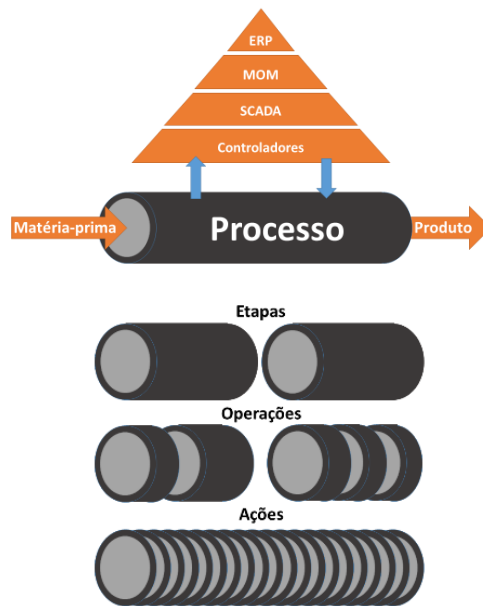 ERP
MOM
SCADA
Controladores
Matéria-prima
Processo
Produto
Etapas
Operações
Ações